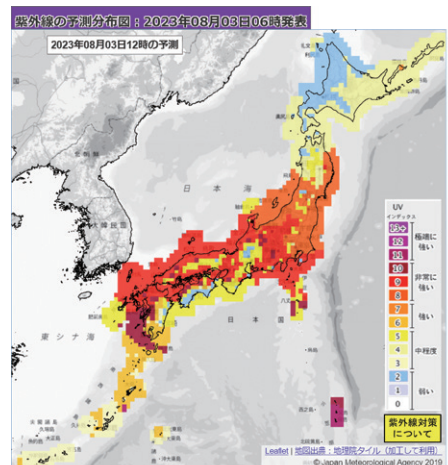 紫外線の予測分布図：2023年08月03日06時発表
2023年08月03日12時の予測
日本海
大韓民国
東シナ海
日本国
UV
インデックス
13+
12
11
極端に
強い
10
9
8
非常に
強い
7
6
強い
5
4
3
中程度
2
1
0
弱い
紫外線対策
について
Leaflet | 地図出典：地理院タイル（加工して利用）
© Japan Meteorological Agency 2019